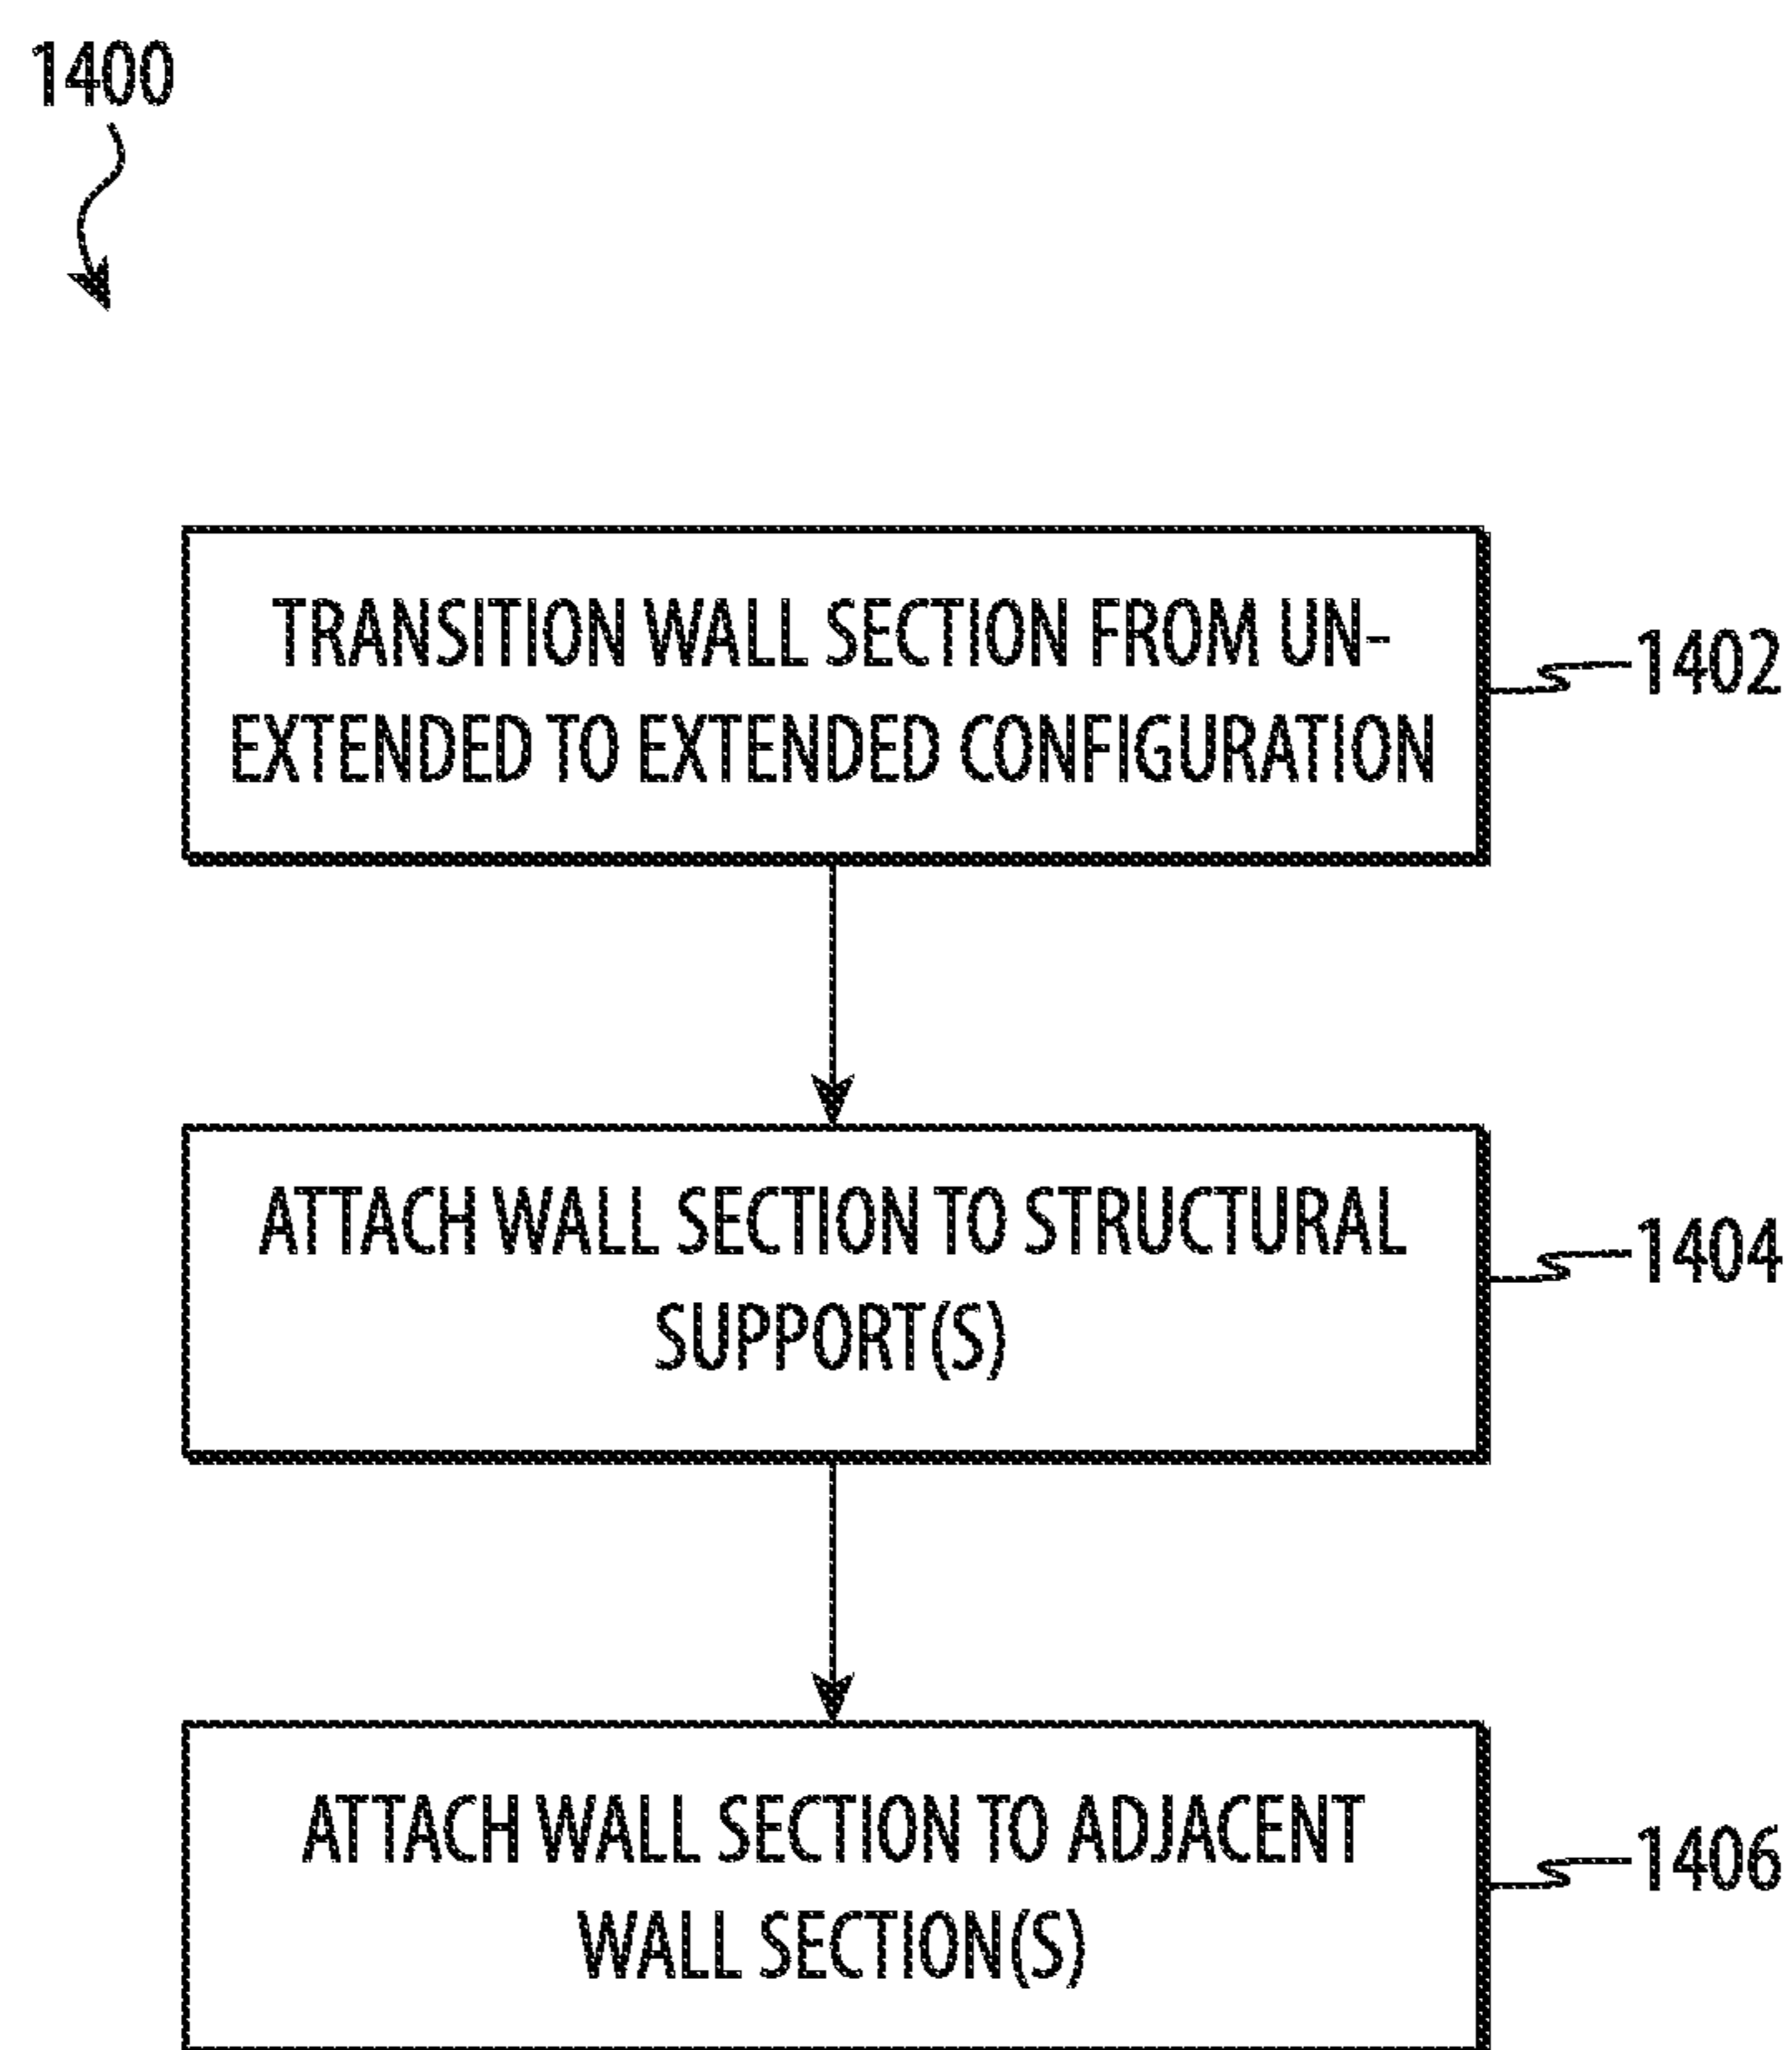 1400
TRANSITION WALL SECTION FROM UN-
EXTENDED TO EXTENDED CONFIGURATION
1402
ATTACH WALL SECTION TO STRUCTURAL
SUPPORT(S)
1404
ATTACH WALL SECTION TO ADJACENT
WALL SECTION(S)
1406